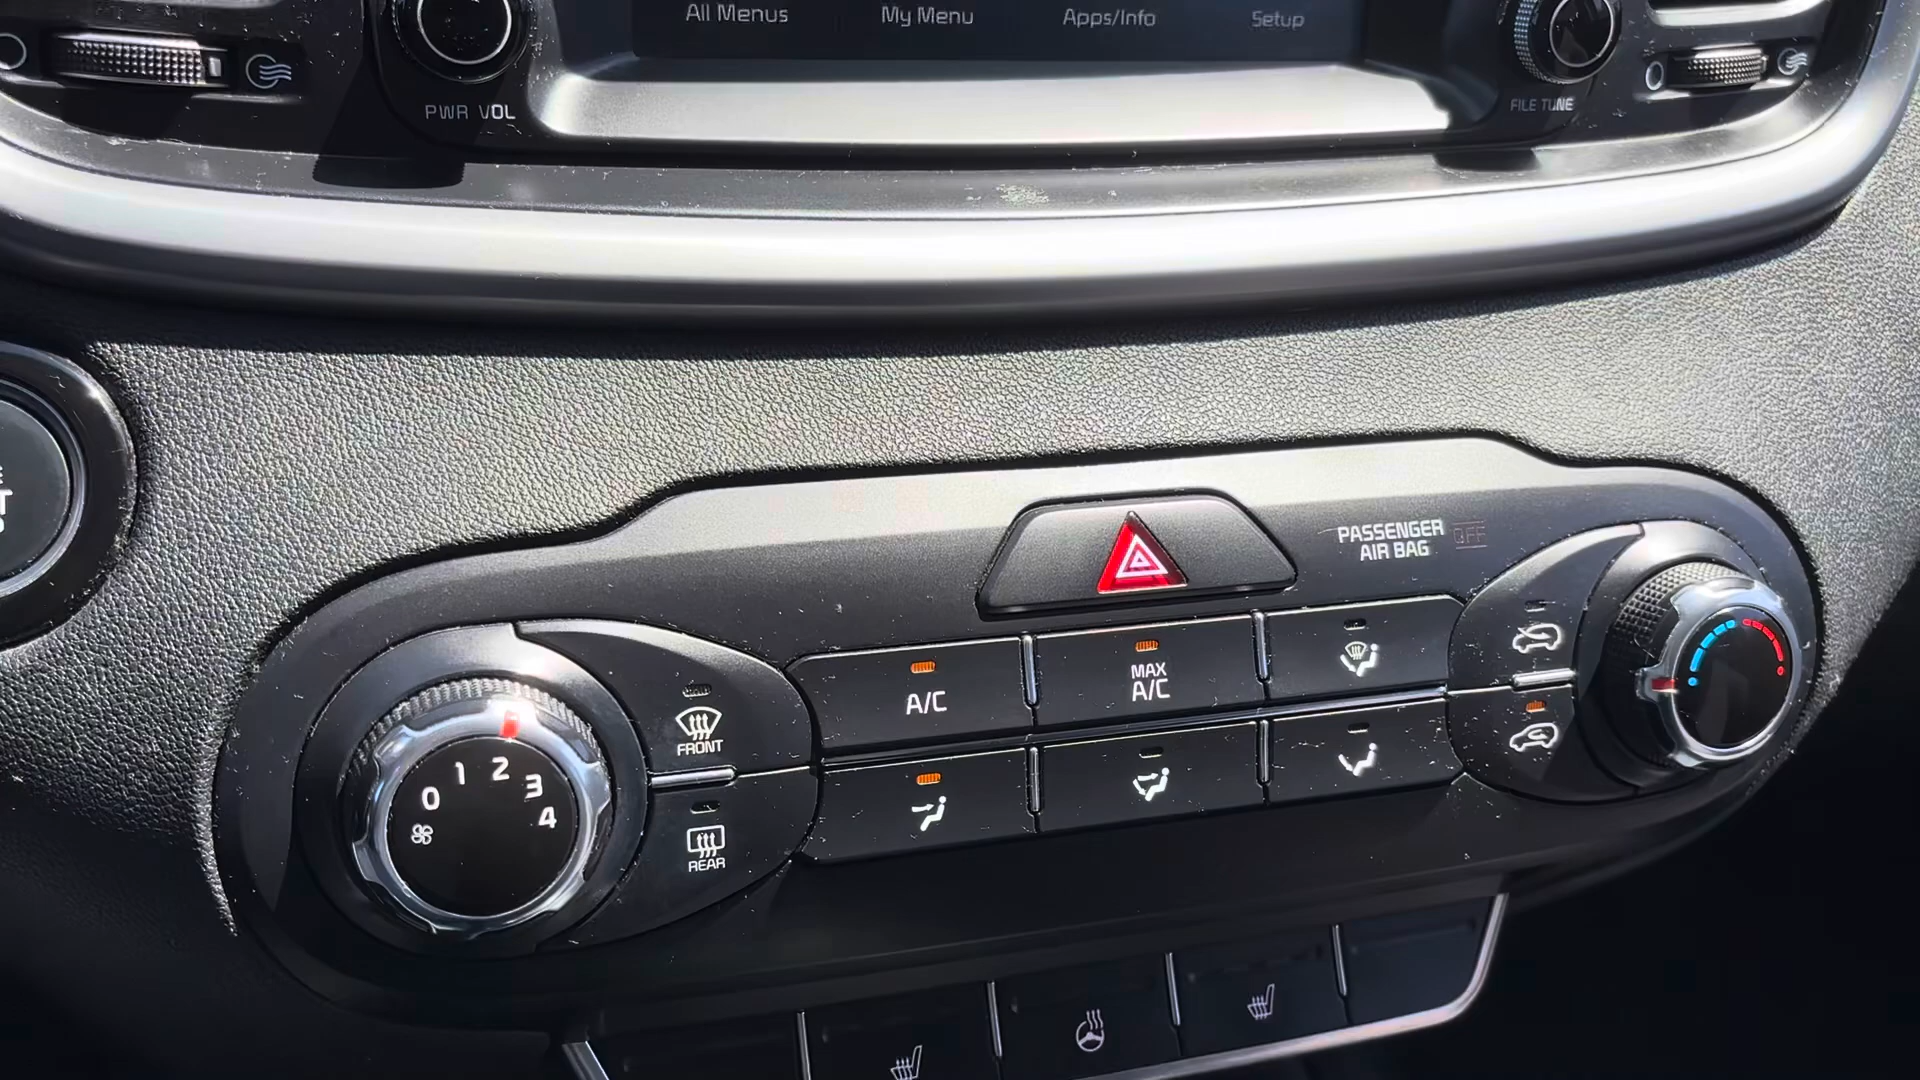 All Menus My Menu Apps/Info Setup
PWR VOL
FILE TUNE
PASSENGER OFF
AIR BAG
MAX
A/C
A/C
FRONT
0 1 2 3 4
REAR